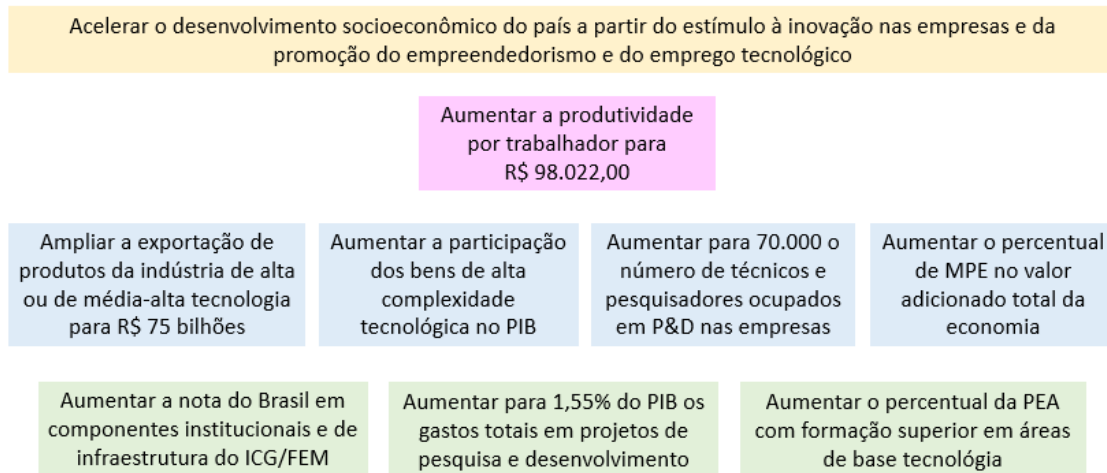 Acelerar o desenvolvimento socioeconômico do país a partir do estímulo à inovação nas empresas e da
promoção do empreendedorismo e do emprego tecnológico
Aumentar a produtividade
por trabalhador para
R$ 98.022,00
Ampliar a exportação de
produtos da indústria de alta
ou de média-alta tecnologia
para R$ 75 bilhões
Aumentar a participação
dos bens de alta
complexidade
tecnológica no PIB
Aumentar para 70.000 o
número de técnicos e
pesquisadores ocupados
em P&D nas empresas
Aumentar o percentual
de MPE no valor
adicionado total da
economia
Aumentar a nota do Brasil em
componentes institucionais e de
infraestrutura do ICG/FEM
Aumentar para 1,55% do PIB os
gastos totais em projetos de
pesquisa e desenvolvimento
Aumentar o percentual da PEA
com formação superior em áreas
de base tecnológia